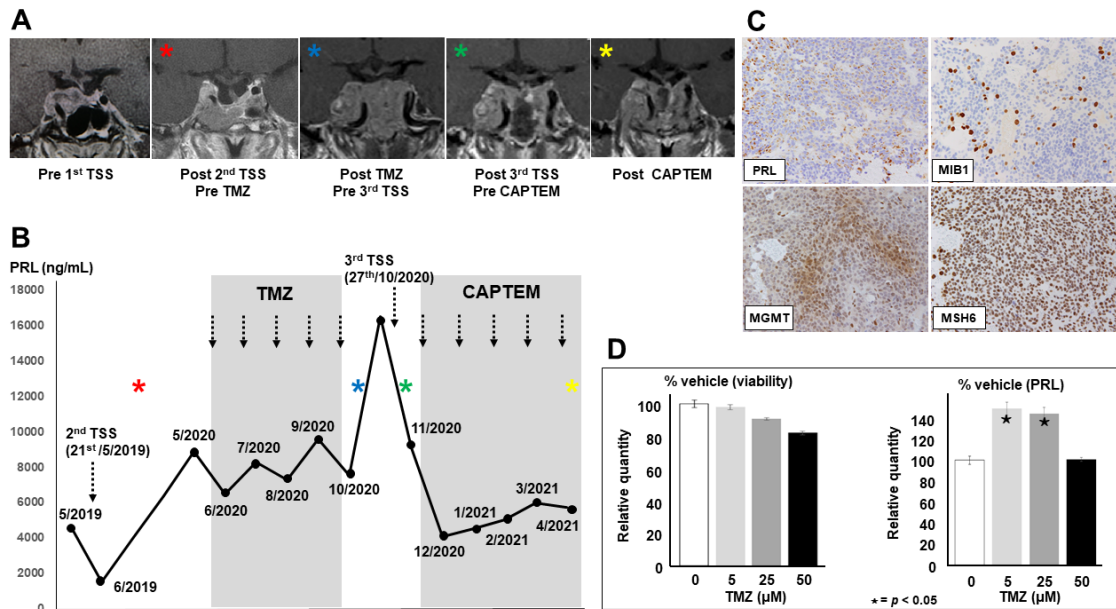 A
Pre 1st TSS
Post 2nd TSS
Pre TMZ
Post TMZ
Pre 3rd TSS
Post 3rd TSS
Pre CAPTEM
Post CAPTEM
B
PRL (ng/mL)
18000
16000
14000
12000
10000
8000
6000
4000
2000
0
2nd TSS
(21st/5/2019)
TMZ
3rd TSS
(27th/10/2020)
CAPTEM
5/2019
6/2019
5/2020
6/2020
7/2020
8/2020
9/2020
10/2020
11/2020
12/2020
1/2021
2/2021
3/2021
4/2021
C
PRL
MIB1
MGMT
MSH6
D
% vehicle (viability)
Relative quantity
100
80
60
40
20
0
0 5 25 50
TMZ (μM)
% vehicle (PRL)
Relative quantity
140
120
100
80
60
40
20
0
0 5 25 50
TMZ (μM)
★= p < 0.05